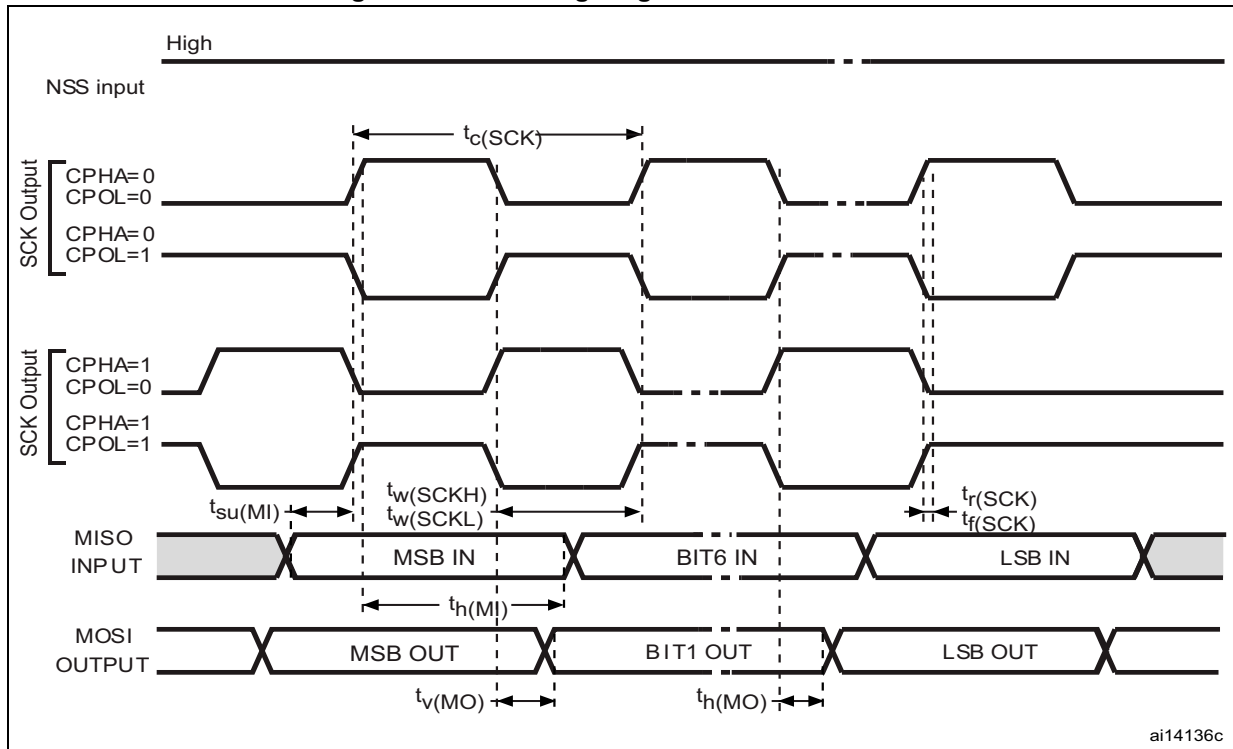 High
NSS input
tc(SCK)
SCK Output
CPHA=0
CPOL=0
CPHA=0
CPOL=1
SCK Output
CPHA=1
CPOL=0
CPHA=1
CPOL=1
tsu(MI)
tw(SCKH)
tw(SCKL)
tr(SCK)
tf(SCK)
MISO
INPUT
MSB IN
BIT6 IN
LSB IN
th(MI)
MOSI
OUTPUT
MSB OUT
BIT1 OUT
LSB OUT
tv(MO)
th(MO)
ai14136c